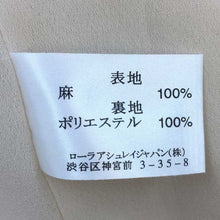 表地
麻 100%
裏地
ポリエステル 100%
ローラアシュレイジャパン(株)
渋谷区神宮前 3-35-8